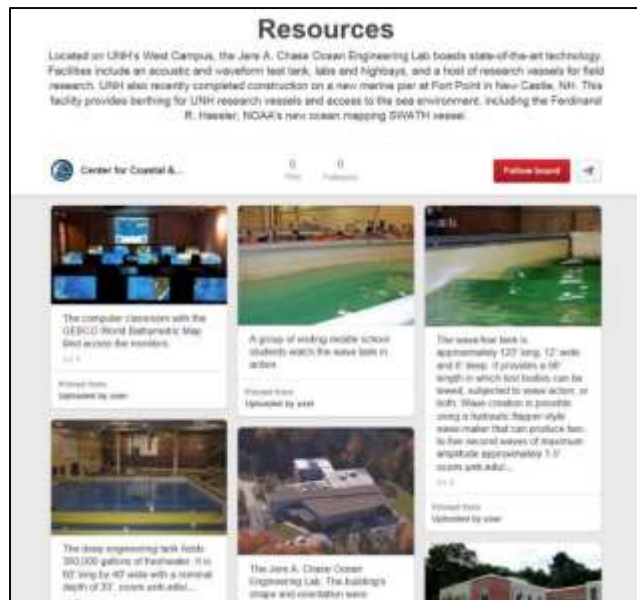 Resources
Located on UNH's West Campus, the Jere A. Chase Ocean Engineering Lab boasts state-of-the-art technology.
Facilities include an acoustic and waveform test tank, labs and highbays, and a host of research vessels for field
research. UNH also recently completed construction on a new marine pier at Fort Point in New Castle, NH. This
facility provides berthing for UNH research vessels and access to the sea environment, including the Ferdinand
R. Hassler, NOAA's new ocean mapping SWATH vessel.
Center for Coastal &...
Pins
Followers
Follow board
The computer classroom with the
GEBCO World Bathymetric Map
tiled across the monitors.
Pinned from
Uploaded by user
The deep engineering tank holds
gallons of freshwater. It is
60' long by 40' wide with a nominal
depth of 20'. ccom.unh.edu/...
A group of visiting middle school
students watch the wave tank in
action
Pinned from
Uploaded by user
The Jere A. Chase Ocean
Engineering Lab. The building's
shape and orientation were
The wave/tow tank is
approximately 120' long, 12' wide
and 8' deep. It provides a
length in which test bodies can be
towed, subjected to wave action, or
both. Wave creation is possible
using a hydraulic flapper-style
wave-maker that can produce two-
to-five second waves of maximum
amplitude approximately 1.5'.
ccom.unh.edu/...
Pinned from
Uploaded by user